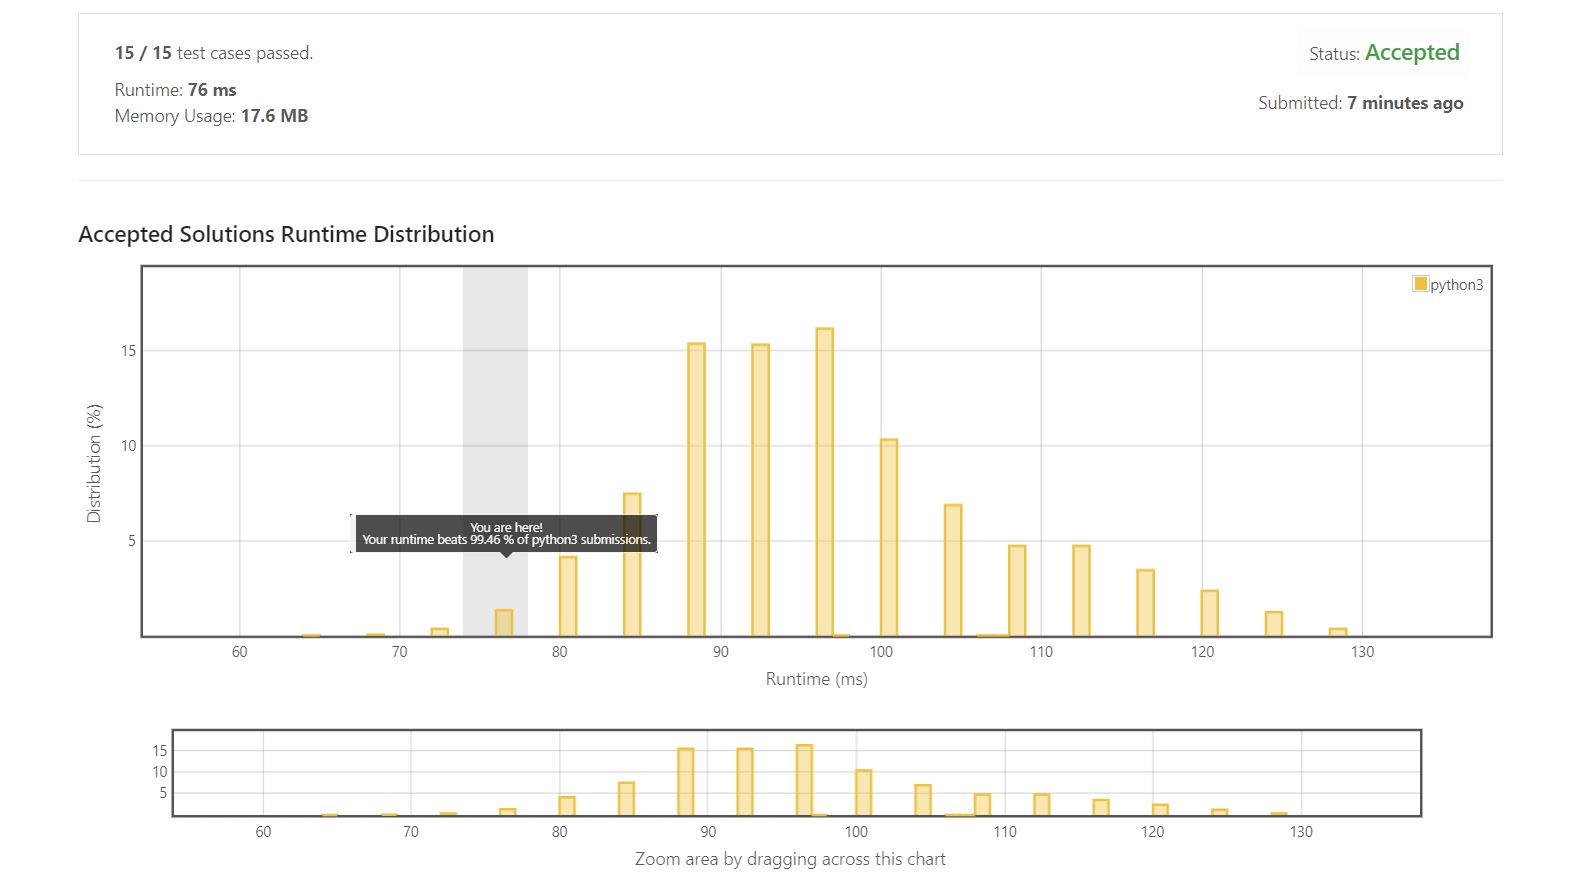 15 / 15 test cases passed.
Status: Accepted
Runtime: 76 ms
Memory Usage: 17.6 MB
Submitted: 7 minutes ago
Accepted Solutions Runtime Distribution
python3
15
10
5
Distribution (%)
You are here!
Your runtime beats 99.46 % of python3 submissions.
60 70 80 90 100 110 120 130
Runtime (ms)
15
10
5
60 70 80 90 100 110 120 130
Zoom area by dragging across this chart